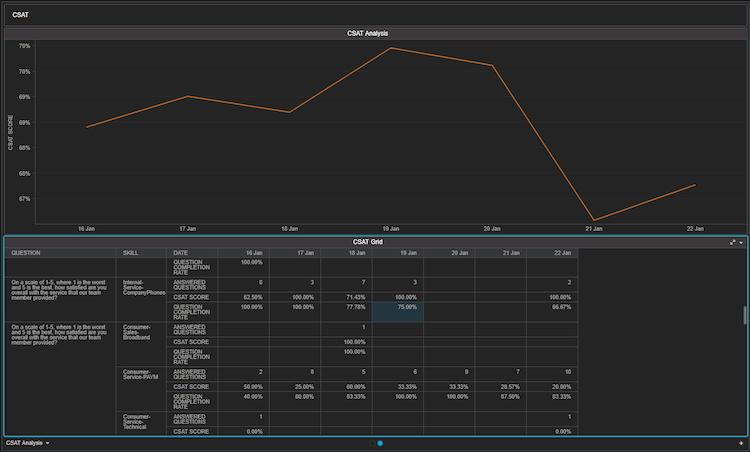 CSAT
CSAT Analysis
70%
70%
69%
69%
68%
68%
67%
CSAT SCORE
16 Jan 17 Jan 18 Jan 19 Jan 20 Jan 21 Jan 22 Jan
CSAT Grid
QUESTION SKILL DATE 16 Jan 17 Jan 18 Jan 19 Jan 20 Jan 21 Jan 22 Jan
QUESTION 100.00%
COMPLETION
RATE
On a scale of 1-5, where 1 is the worst Internal- ANSWERED 8 3 7 3 2
and 5 is the best, how satisfied are you Service- QUESTIONS
overall with the service that our team CompanyPhones CSAT SCORE 62.50% 100.00% 71.43% 100.00% 100.00%
member provided?
QUESTION 100.00% 100.00% 77.78% 75.00% 66.67%
COMPLETION
RATE
On a scale of 1-5, where 1 is the worst Consumer- ANSWERED 1
and 5 is the best, how satisfied are you Sales- QUESTIONS
overall with the service that our team Broadband CSAT SCORE 100.00%
member provided?
QUESTION 100.00%
COMPLETION
RATE
Consumer- ANSWERED 2 8 5 6 9 7 10
Service-PAYM QUESTIONS
CSAT SCORE 50.00% 25.00% 60.00% 33.33% 33.33% 28.57% 20.00%
QUESTION 40.00% 80.00% 83.33% 100.00% 100.00% 87.50% 83.33%
COMPLETION
RATE
Consumer- ANSWERED 1 1
Service- QUESTIONS
Technical CSAT SCORE 0.00% 0.00%
CSAT Analysis